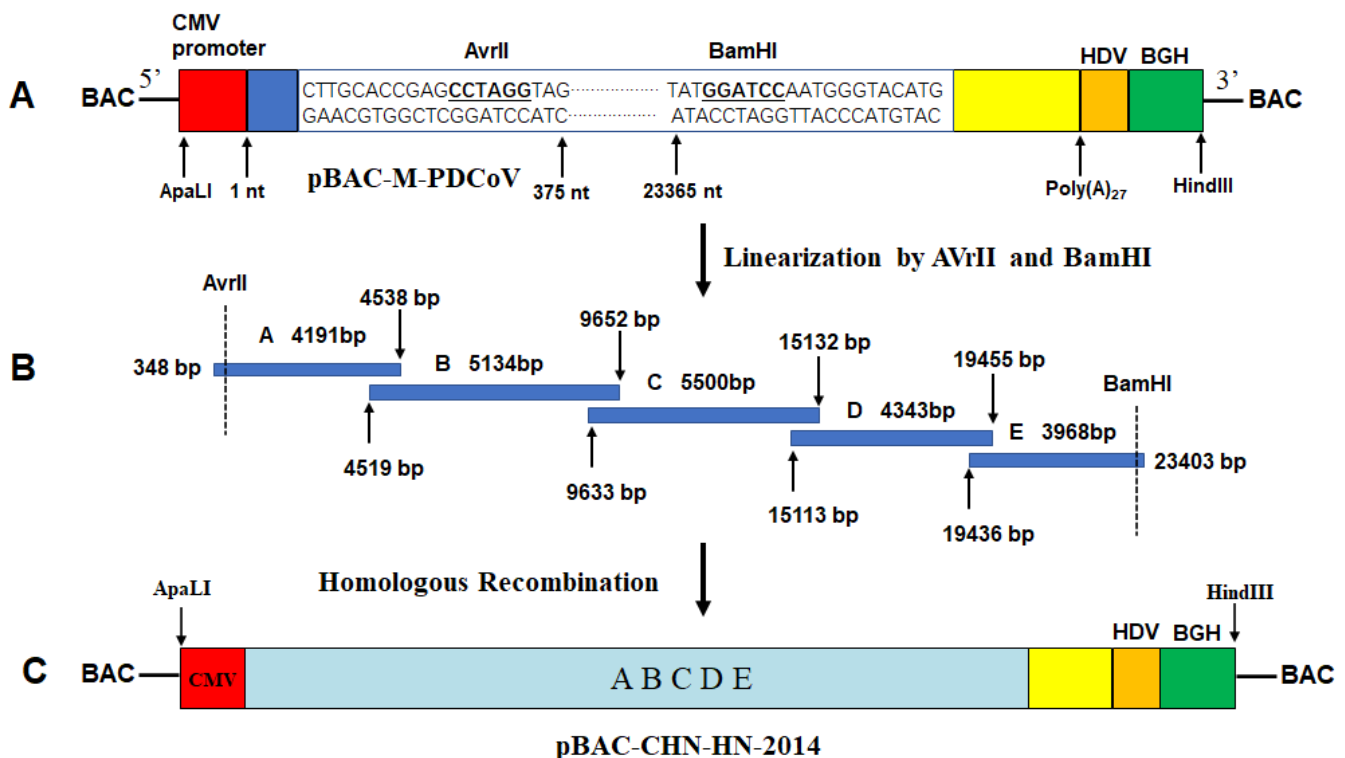 CMV
promoter
AvrII
BamHI
HDV
BGH
A
BAC
5’
CTTGCACCGAGCCTAGGTAG
TATGGATCCAATGGGTACATG
GAACGTGGCTCGGATCCATC
ATACCTAGGTTACCCATGTAC
3’
BAC
ApaLI
1 nt
pBAC-M-PDCoV
375 nt
23365 nt
Poly(A)27
HindIII
Linearization by AVrII and BamHI
AvrII
4538 bp
9652 bp
15132 bp
19455 bp
BamHI
B
348 bp
A 4191bp
B 5134bp
C 5500bp
D 4343bp
E 3968bp
23403 bp
4519 bp
9633 bp
15113 bp
19436 bp
Homologous Recombination
ApaLI
HindIII
HDV
BGH
C
BAC
CMV
A B C D E
BAC
pBAC-CHN-HN-2014